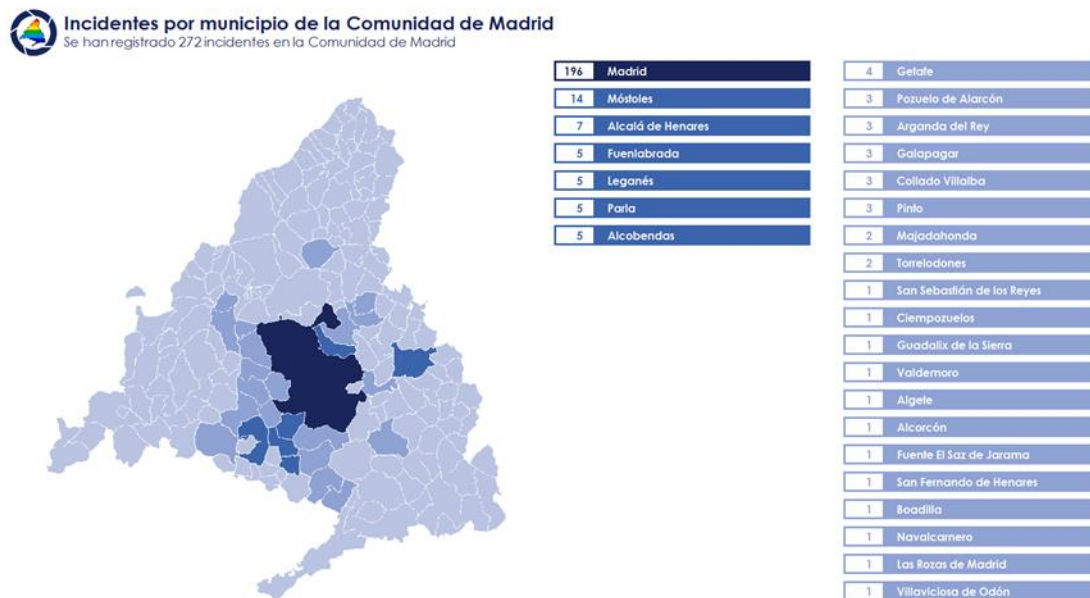 Incidentes por municipio de la Comunidad de Madrid
Se han registrado 272 incidentes en la Comunidad de Madrid
196 Madrid
14 Móstoles
7 Alcalá de Henares
5 Fuenlabrada
5 Leganés
5 Parla
5 Alcobendas
4 Getafe
3 Pozuelo de Alarcón
3 Arganda del Rey
3 Galapagar
3 Collado Villalba
3 Pinto
2 Majadahonda
2 Torrelodones
1 San Sebastián de los Reyes
1 Ciempozuelos
1 Guadalix de la Sierra
1 Valdemoro
1 Algete
1 Alcorcón
1 Fuente El Saz de Jarama
1 San Fernando de Henares
1 Boadilla
1 Navalcarnero
1 Las Rozas de Madrid
1 Villaviciosa de Odón